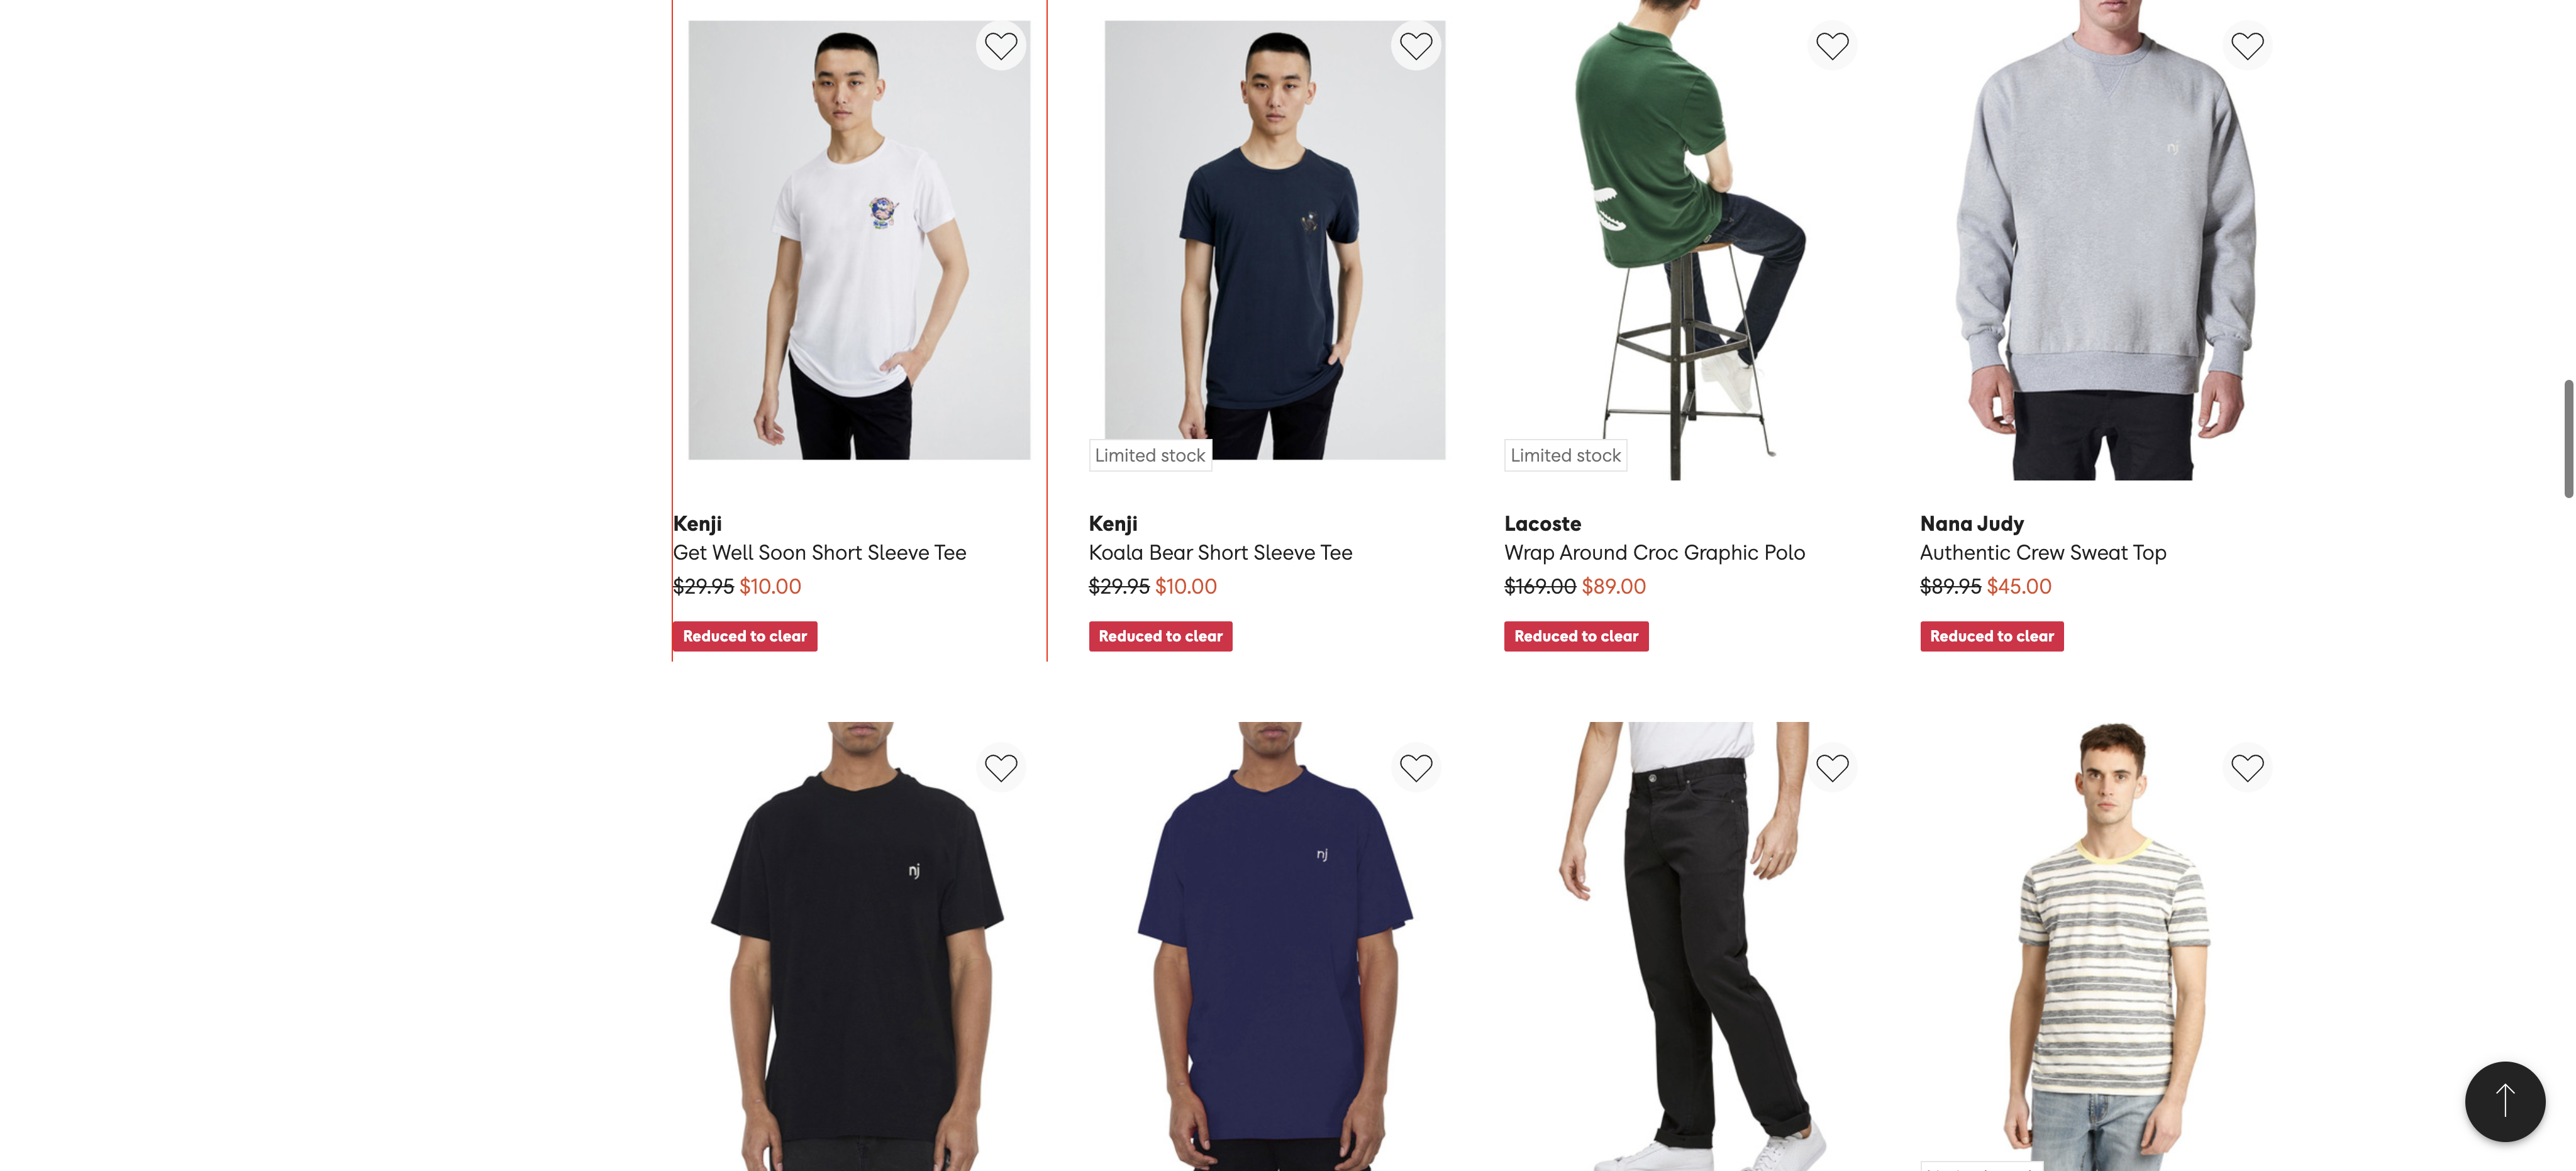 nj
Limited stock
Limited stock
Kenji
Get Well Soon Short Sleeve Tee
$29.95 $10.00
Reduced to clear
Kenji
Koala Bear Short Sleeve Tee
$29.95 $10.00
Reduced to clear
Lacoste
Wrap Around Croc Graphic Polo
$169.00 $89.00
Reduced to clear
Nana Judy
Authentic Crew Sweat Top
$89.95 $45.00
Reduced to clear
nj
nj